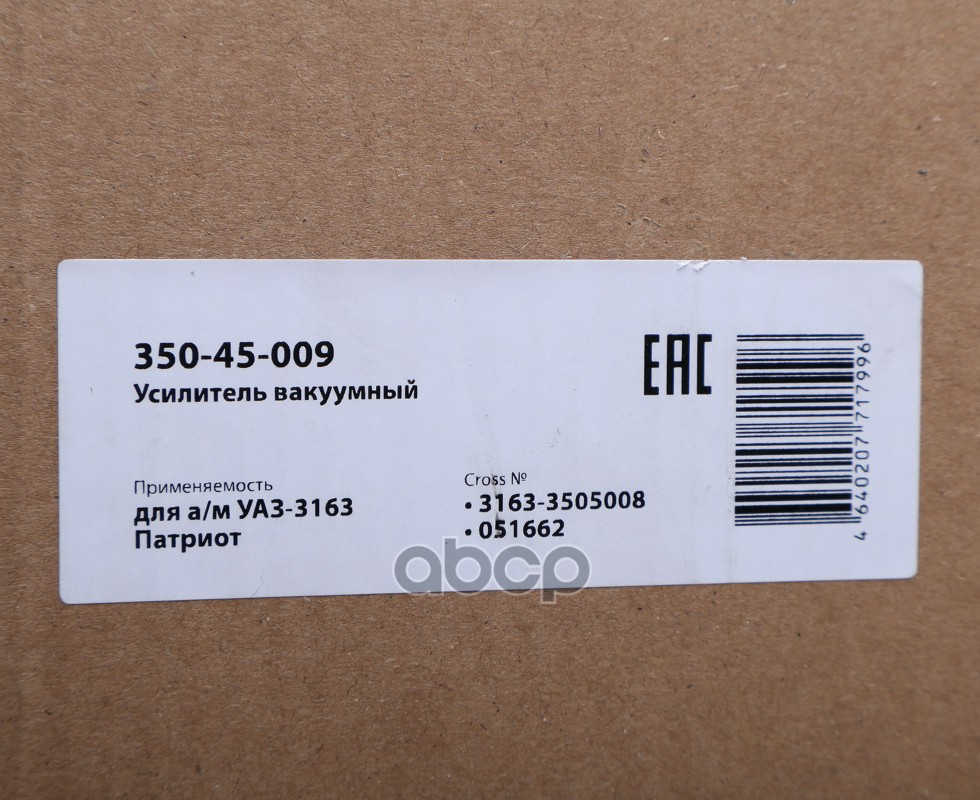 350-45-009
Усилитель вакуумный
EAC
Применяемость
для а/м УАЗ-3163
Патриот
Cross №
• 3163-3505008
• 051662
4 640207 717996
abcp